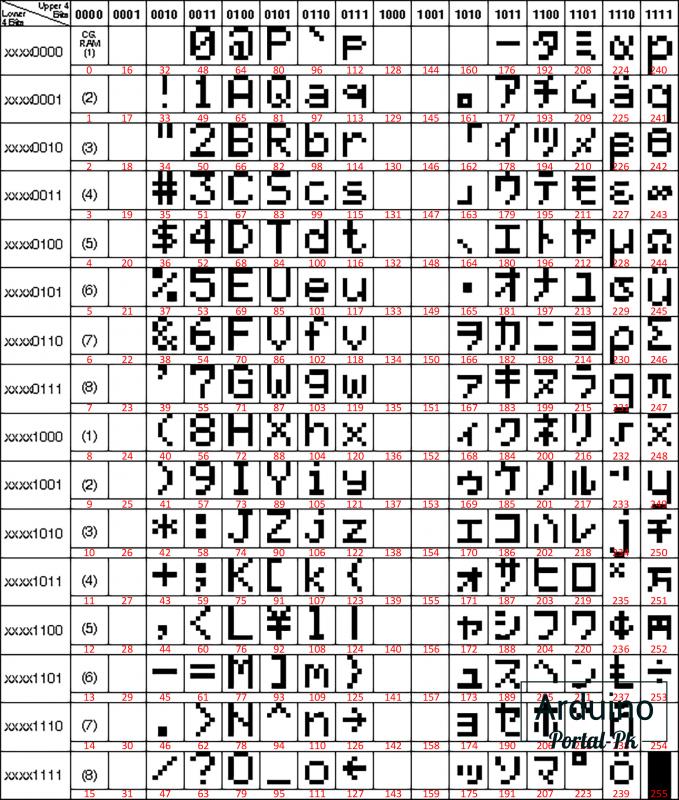 Upper 4 Bits
Lower 4 Bits
0000 0001 0010 0011 0100 0101 0110 0111 1000 1001 1010 1011 1100 1101 1110 1111
xxxx0000 CG RAM (1) 0 @ P ` p ー タ ミ α p
0 16 32 48 64 80 96 112 128 144 160 176 192 208 224 240
xxxx0001 (2) ! 1 A Q a q 。 ア チ ム ä q
1 17 33 49 65 81 97 113 129 145 161 177 193 209 225 241
xxxx0010 (3) " 2 B R b r 「 イ ツ メ β θ
2 18 34 50 66 82 98 114 130 146 162 178 194 210 226 242
xxxx0011 (4) # 3 C S c s 」 ウ テ モ ε ∞
3 19 35 51 67 83 99 115 131 147 163 179 195 211 227 243
xxxx0100 (5) $ 4 D T d t 、 エ ト ヤ μ Ω
4 20 36 52 68 84 100 116 132 148 164 180 196 212 228 244
xxxx0101 (6) % 5 E U e u ・ オ ナ ユ σ ü
5 21 37 53 69 85 101 117 133 149 165 181 197 213 229 245
xxxx0110 (7) & 6 F V f v ヲ カ ニ ヨ ρ Σ
6 22 38 54 70 86 102 118 134 150 166 182 198 214 230 246
xxxx0111 (8) ' 7 G W g w ァ キ ヌ ラ g π
7 23 39 55 71 87 103 119 135 151 167 183 199 215 231 247
xxxx1000 (1) ( 8 H X h x ィ ク ネ リ √ x̄
8 24 40 56 72 88 104 120 136 152 168 184 200 216 232 248
xxxx1001 (2) ) 9 I Y i y ゥ ケ ノ ル ⁻¹ y
9 25 41 57 73 89 105 121 137 153 169 185 201 217 233 249
xxxx1010 (3) * : J Z j z ェ コ ハ レ j 千
10 26 42 58 74 90 106 122 138 154 170 186 202 218 234 250
xxxx1011 (4) + ; K [ k { ォ サ ヒ ロ ˣ 万
11 27 43 59 75 91 107 123 139 155 171 187 203 219 235 251
xxxx1100 (5) , < L ¥ l | ャ シ フ ワ ¢ 円
12 28 44 60 76 92 108 124 140 156 172 188 204 220 236 252
xxxx1101 (6) - = M ] m } ュ ス ヘ ン ŧ ÷
13 29 45 61 77 93 109 125 141 157 173 189 237 253
xxxx1110 (7) . > N ^ n → ョ セ
Arduino
Portal-Pk
14 30 46 62 78 94 110 126 142 158 174 190 254
xxxx1111 (8) / ? O _ o ← ッ ソ マ ゜ ö █
15 31 47 63 79 95 111 127 143 159 175 191 207 223 239 255